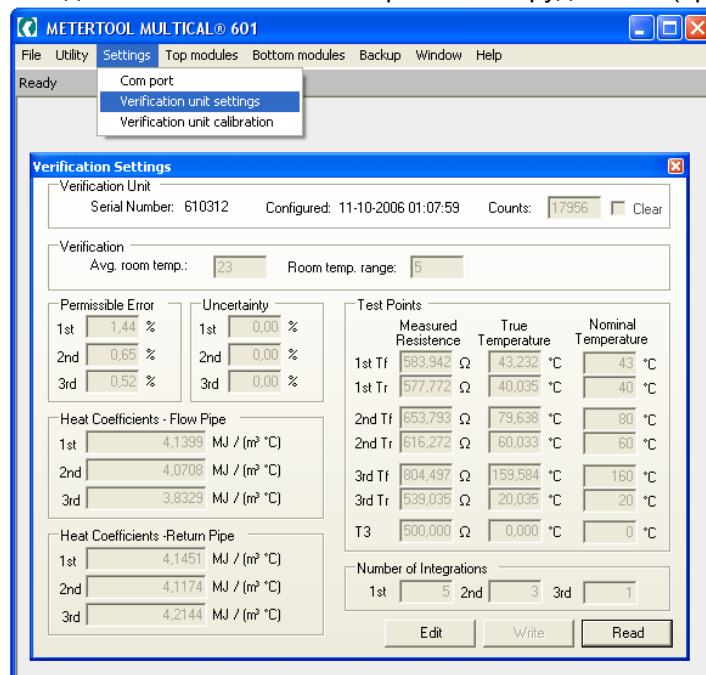 METERTOOL MULTICAL® 601
File Utility Settings Top modules Bottom modules Backup Window Help
Ready
Com port
Verification unit settings
Verification unit calibration
Verification Settings
Verification Unit
Serial Number: 610312 Configured: 11-10-2006 01:07:59 Counts: 17956 Clear
Verification
Avg. room temp.: 23 Room temp. range: 5
Permissible Error
1st 1,44 %
2nd 0,65 %
3rd 0,52 %
Uncertainty
1st 0,00 %
2nd 0,00 %
3rd 0,00 %
Heat Coefficients - Flow Pipe
1st 4,1399 MJ / (m³ °C)
2nd 4,0708 MJ / (m³ °C)
3rd 3,8329 MJ / (m³ °C)
Heat Coefficients -Return Pipe
1st 4,1451 MJ / (m³ °C)
2nd 4,1174 MJ / (m³ °C)
3rd 4,2144 MJ / (m³ °C)
Test Points
Measured True Nominal
Resistence Temperature Temperature
1st Tf 583,942 Ω 43,232 °C 43 °C
1st Tr 577,772 Ω 40,035 °C 40 °C
2nd Tf 653,793 Ω 79,638 °C 80 °C
2nd Tr 616,272 Ω 60,033 °C 60 °C
3rd Tf 804,497 Ω 159,584 °C 160 °C
3rd Tr 539,035 Ω 20,035 °C 20 °C
T3 500,000 Ω 0,000 °C 0 °C
Number of Integrations
1st 5 2nd 3 3rd 1
Edit Write Read